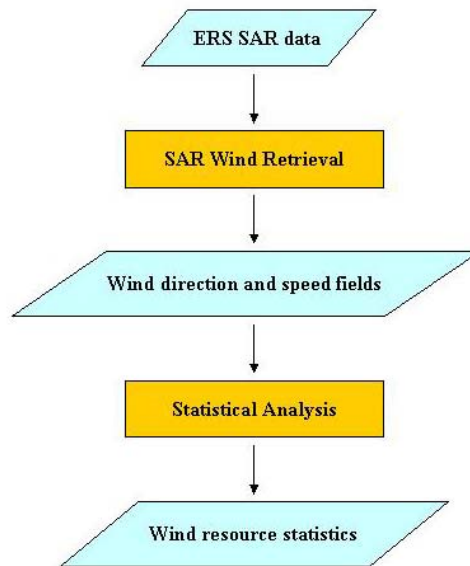 ERS SAR data
SAR Wind Retrieval
Wind direction and speed fields
Statistical Analysis
Wind resource statistics